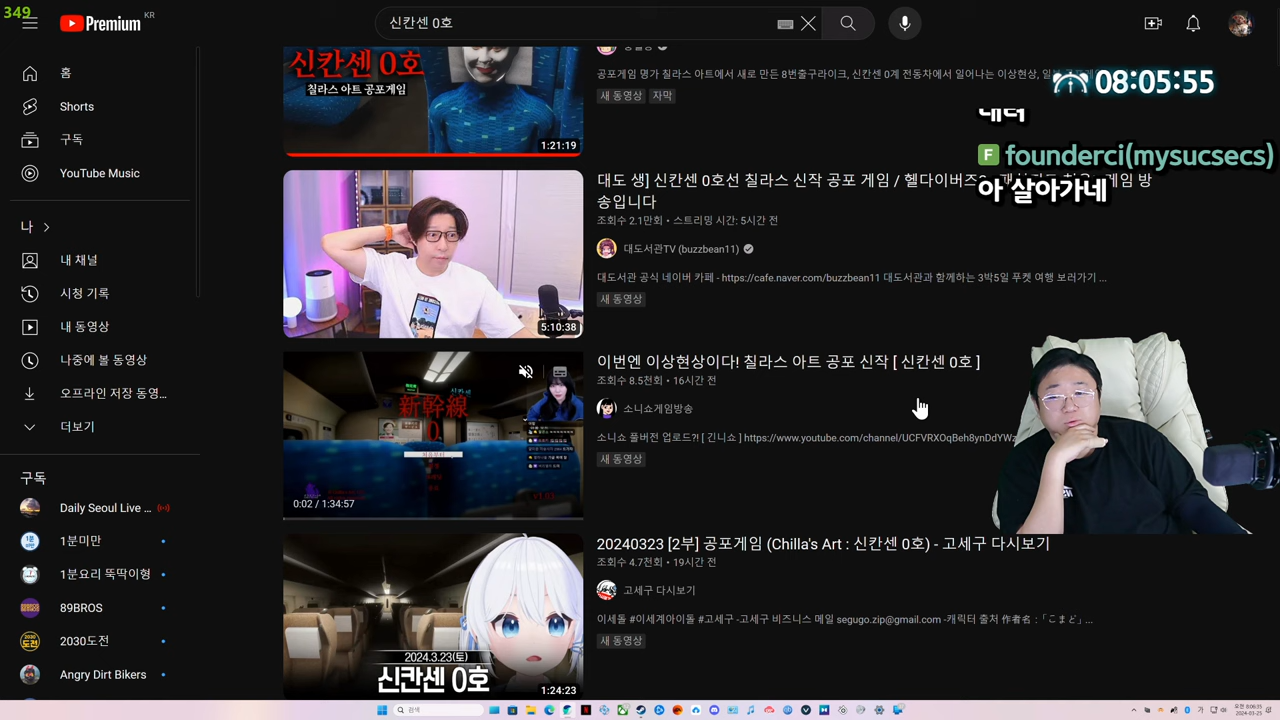 349
Premium
KR
신칸센 0호
홈
Shorts
구독
YouTube Music
나
내 채널
시청 기록
내 동영상
나중에 볼 동영상
오프라인 저장 동영...
더보기
구독
Daily Seoul Live ...
1분미만
1분요리 뚝딱이형
89BROS
2030도전
Angry Dirt Bikers
신칸센 0호
칠라스 아트 공포게임
1:21:19
공포게임 명가 칠라스 아트에서 새로 만든 8번출구라이크, 신칸센 0계 전동차에서 일어나는 이상현상,
새 동영상
자막
08:05:55
founderci(mysucsecs)
아 살아가네
5:10:38
대도 생] 신칸센 0호선 칠라스 신작 공포 게임 / 헬다이버즈
게임 방
송입니다
조회수 2.1만회 • 스트리밍 시간: 5시간 전
대도서관TV (buzzbean11)
대도서관 공식 네이버 카페 - https://cafe.naver.com/buzzbean11 대도서관과 함께하는 3박5일 푸켓 여행 보러가기 ...
새 동영상
新幹線
0
0:02 / 1:34:57
이번엔 이상현상이다! 칠라스 아트 공포 신작 [ 신칸센 0호 ]
조회수 8.5천회 • 16시간 전
소니쇼게임방송
소니쇼 풀버전 업로드?! [ 긴니쇼 ] https://www.youtube.com/channel/UCFVRXOqBeh8ynDdYWz
새 동영상
2024.3.23(토)
신칸센 0호
1:24:23
20240323 [2부] 공포게임 (Chilla's Art : 신칸센 0호) - 고세구 다시보기
조회수 4.7천회 • 19시간 전
고세구 다시보기
이세돌 #이세계아이돌 #고세구 -고세구 비즈니스 메일 segugo.zip@gmail.com -캐릭터 출처 作者名 :「こまど」...
새 동영상
검색
오전 8:06:35
2024-03-25